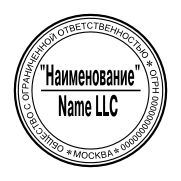 ОБЩЕСТВО С ОГРАНИЧЕННОЙ ОТВЕТСТВЕННОСТЬЮ * ОГРН 0000000000000 * МОСКВА *
"Наименование"
Name LLC